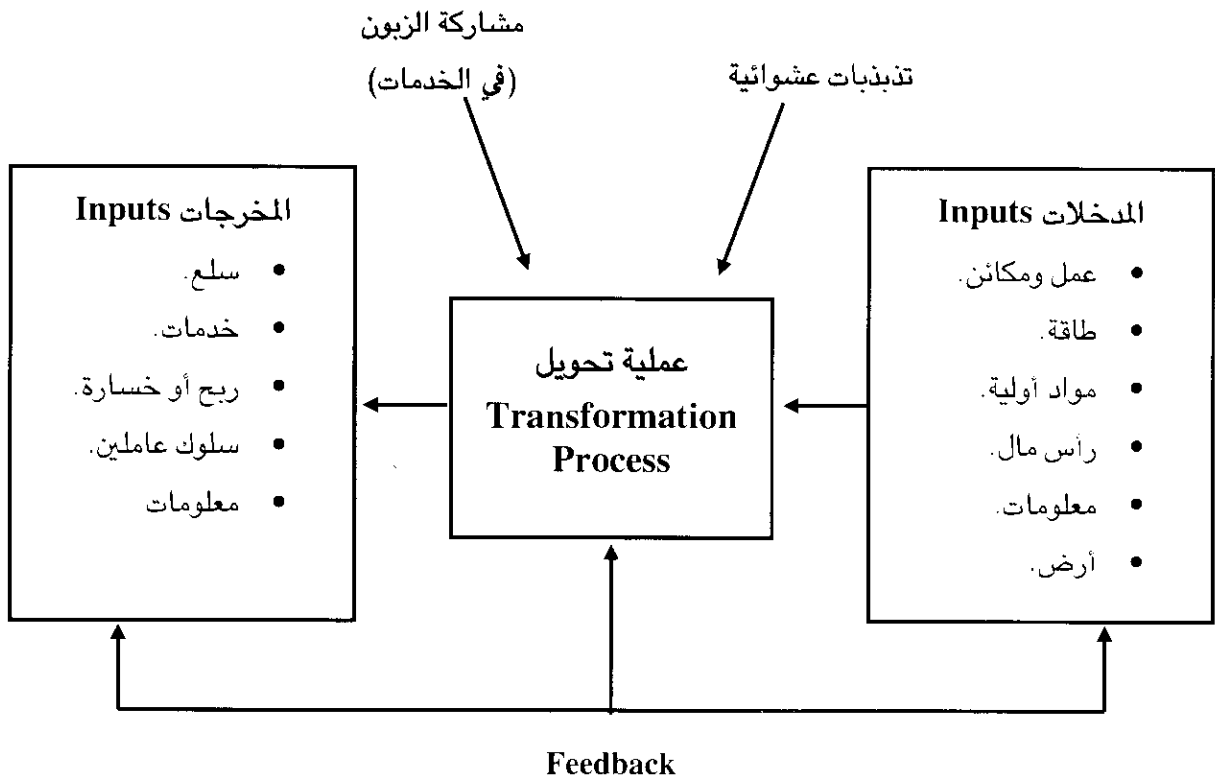 مشاركة الزبون
(في الخدمات)
تذبذبات عشوائية
المدخلات Inputs
• عمل ومكائن.
• طاقة.
• مواد أولية.
• رأس مال.
• معلومات.
• أرض.
عملية تحويل
Transformation
Process
المخرجات Inputs
• سلع.
• خدمات.
• ربح أو خسارة.
• سلوك عاملين.
• معلومات
Feedback